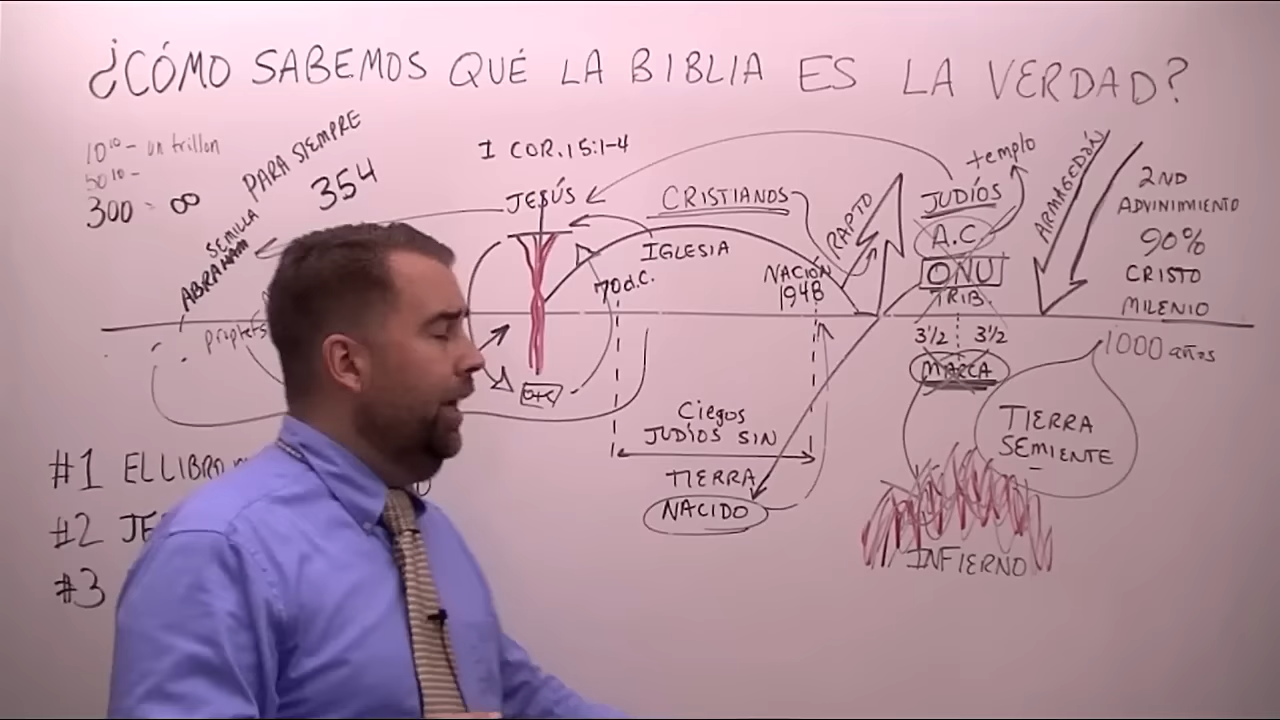 ¿CÓMO SABEMOS QUÉ LA BIBLIA ES LA VERDAD?
10¹⁰ - un trillon
50¹⁰ -
300 = ∞
PARA SIEMPRE
354
SEMILLA
ABRAHAM
prophets
I COR. 15:1-4
JESÚS
CRISTIANOS
IGLESIA
70 d.C.
NACIÓN
1948
RAPTO
JUDÍOS
templo
A.C
ONU
TRIB.
3½ 3½
MARCA
ARMAGEDÓN
2ND
ADVINIMIENTO
90%
CRISTO
MILENIO
1000 años
Ciegos
JUDÍOS SIN
TIERRA
NACIDO
TIERRA
SEMIENTE
INFIERNO
#1 EL LIBRO
#2
#3